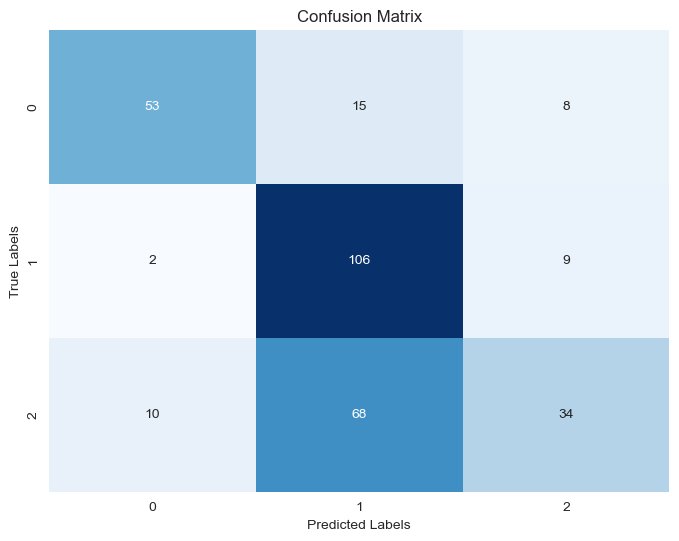 Confusion Matrix
True Labels
0 53 15 8
1 2 106 9
2 10 68 34
0 1 2
Predicted Labels